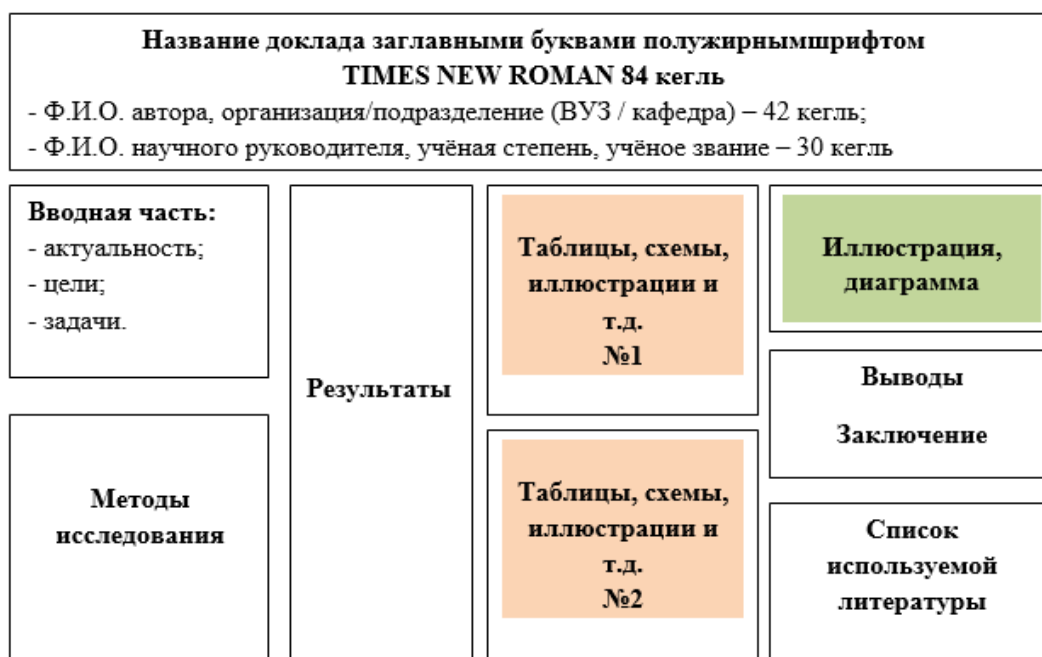 Название доклада заглавными буквами полужирнымшрифтом
TIMES NEW ROMAN 84 кегль
- Ф.И.О. автора, организация/подразделение (ВУЗ / кафедра) – 42 кегль;
- Ф.И.О. научного руководителя, учёная степень, учёное звание – 30 кегль
Вводная часть:
- актуальность;
- цели;
- задачи.
Методы
исследования
Результаты
Таблицы, схемы,
иллюстрации и
т.д.
№1
Таблицы, схемы,
иллюстрации и
т.д.
№2
Иллюстрация,
диаграмма
Выводы
Заключение
Список
используемой
литературы